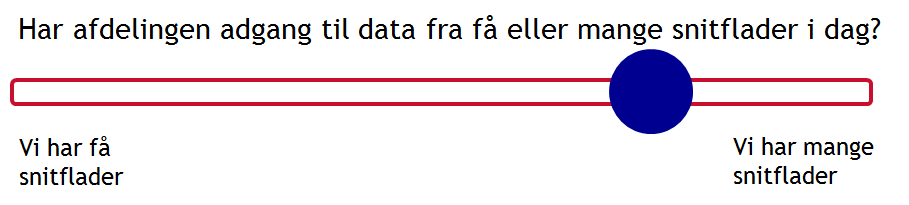 Har afdelingen adgang til data fra få eller mange snitflader i dag?
Vi har få
snitflader
Vi har mange
snitflader